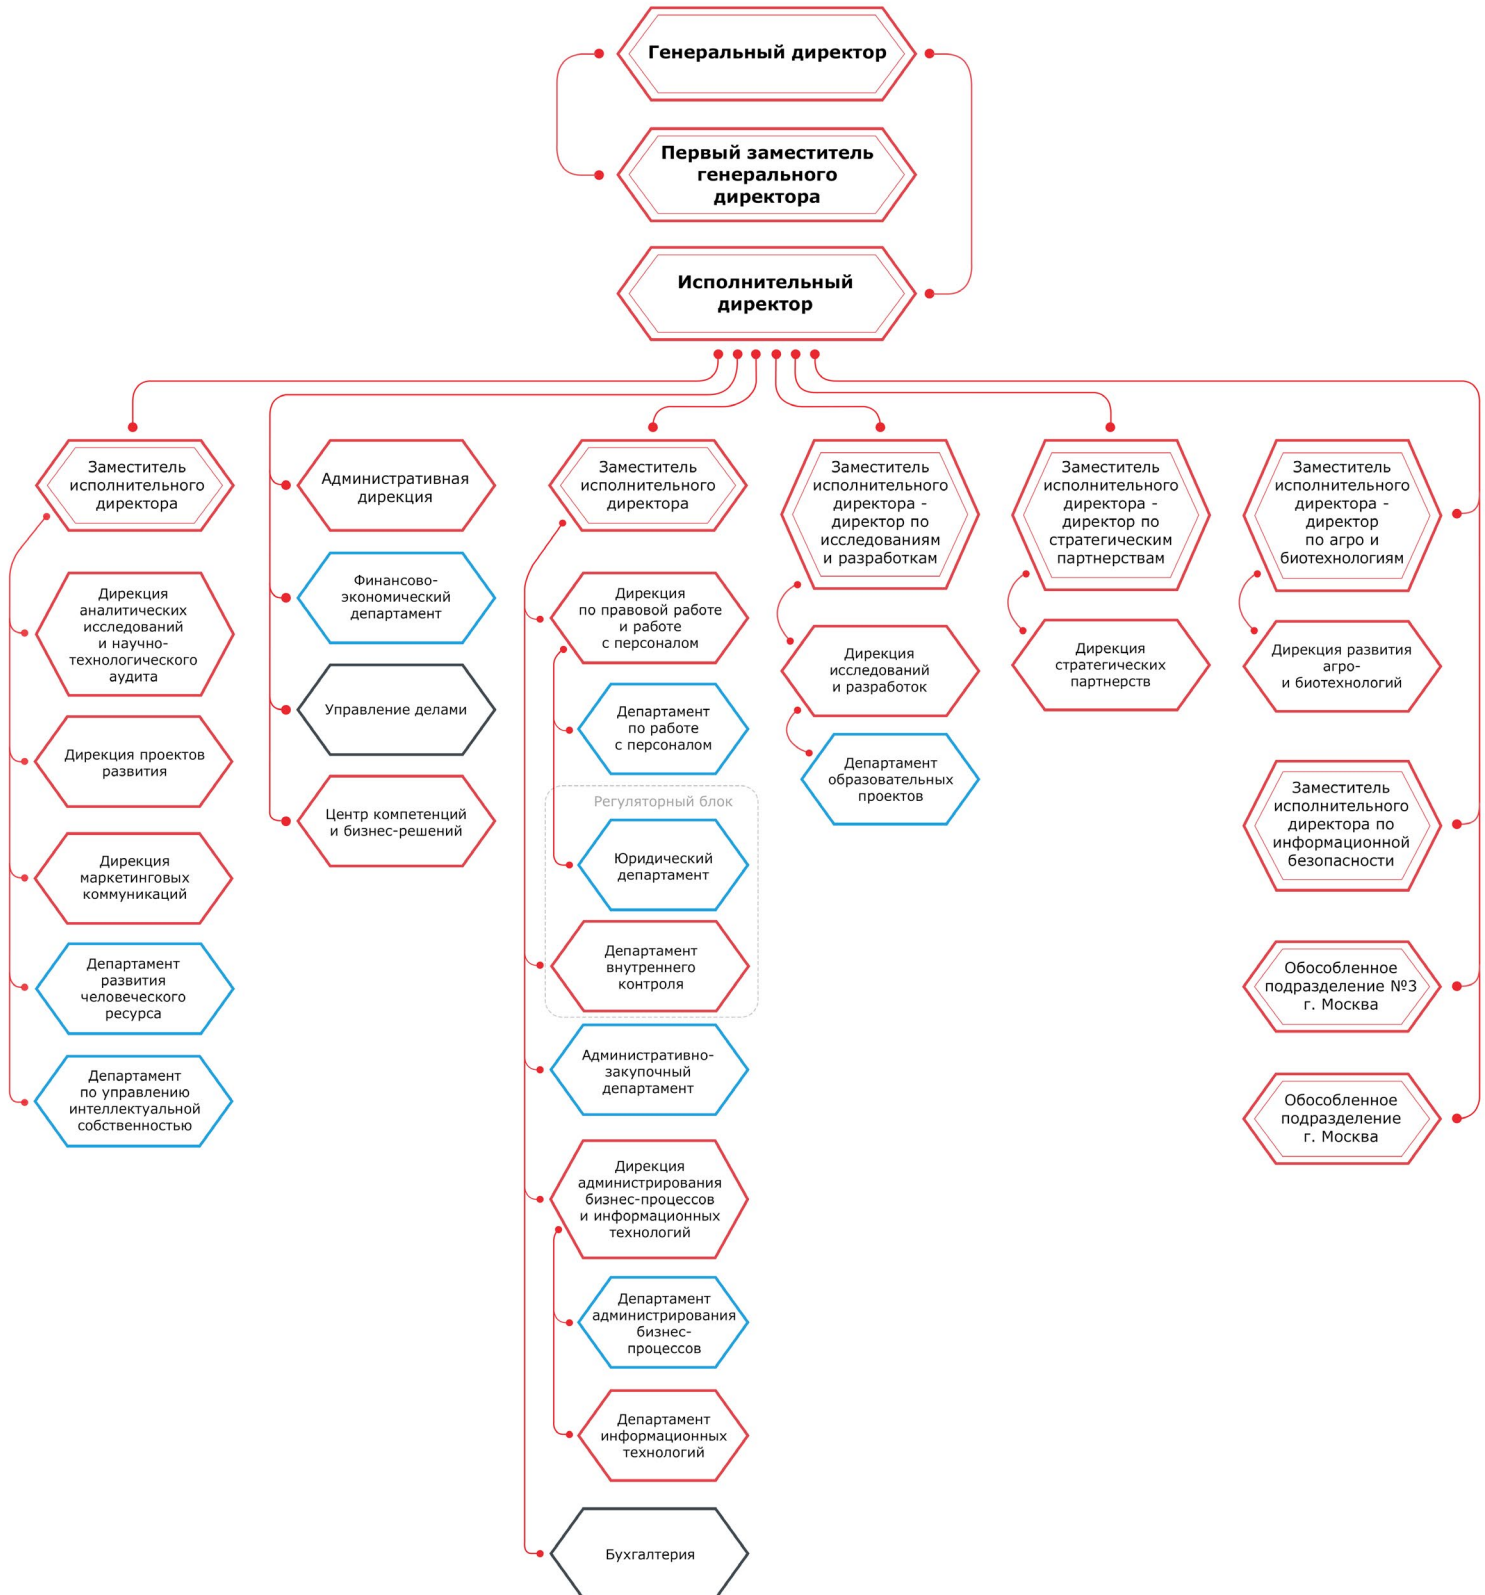 Генеральный директор
Первый заместитель
генерального
директора
Исполнительный
директор
Заместитель
исполнительного
директора
Дирекция
аналитических
исследований
и научно-
технологического
аудита
Дирекция проектов
развития
Дирекция
маркетинговых
коммуникаций
Департамент
развития
человеческого
ресурса
Департамент
по управлению
интеллектуальной
собственностью
Административная
дирекция
Финансово-
экономический
департамент
Управление делами
Центр компетенций
и бизнес-решений
Заместитель
исполнительного
директора
Дирекция
по правовой работе
и работе
с персоналом
Департамент
по работе
с персоналом
Регуляторный блок
Юридический
департамент
Департамент
внутреннего
контроля
Административно-
закупочный
департамент
Дирекция
администрирования
бизнес-процессов
и информационных
технологий
Департамент
администрирования
бизнес-
процессов
Департамент
информационных
технологий
Бухгалтерия
Заместитель
исполнительного
директора -
директор по
исследованиям
и разработкам
Дирекция
исследований
и разработок
Департамент
образовательных
проектов
Заместитель
исполнительного
директора -
директор по
стратегическим
партнерствам
Дирекция
стратегических
партнерств
Заместитель
исполнительного
директора -
директор
по агро и
биотехнологиям
Дирекция развития
агро-
и биотехнологий
Заместитель
исполнительного
директора по
информационной
безопасности
Обособленное
подразделение №3
г. Москва
Обособленное
подразделение
г. Москва